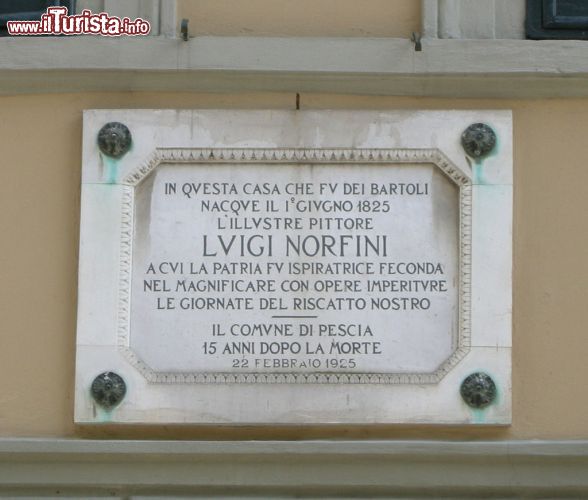 www.ilTurista.info
IN QVESTA CASA CHE FV DEI BARTOLI
NACQVE IL 1º GIVGNO 1825
L'ILLVSTRE PITTORE
LVIGI NORFINI
A CVI LA PATRIA FV ISPIRATRICE FECONDA
NEL MAGNIFICARE CON OPERE IMPERITVRE
LE GIORNATE DEL RISCATTO NOSTRO
IL COMVNE DI PESCIA
15 ANNI DOPO LA MORTE
22 FEBBRAIO 1925